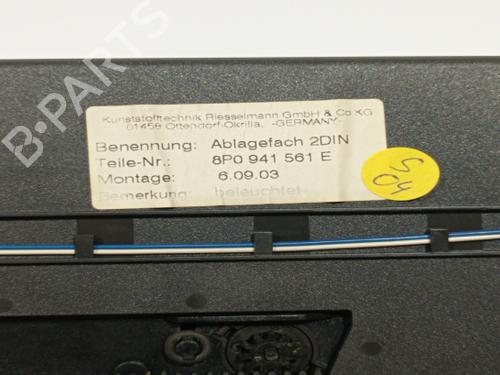 Kunststofftechnik Riesselmann GmbH & Co KG
01458 Ottendorf-Okrilla, -GERMANY-
Benennung: Ablagefach 2DIN
Teile-Nr.: 8P0 941 561 E
Montage: 6.09.03
Bemerkung: beleuchtet
B-PARTS